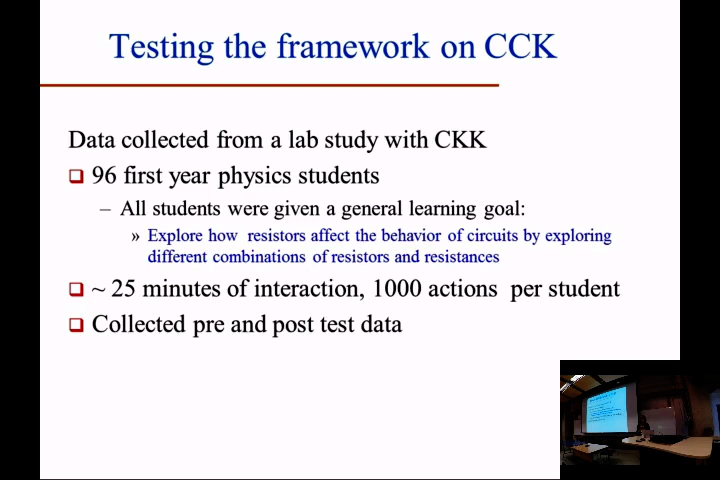 Testing the framework on CCK
Data collected from a lab study with CKK
96 first year physics students
– All students were given a general learning goal:
» Explore how resistors affect the behavior of circuits by exploring
different combinations of resistors and resistances
~ 25 minutes of interaction, 1000 actions per student
Collected pre and post test data